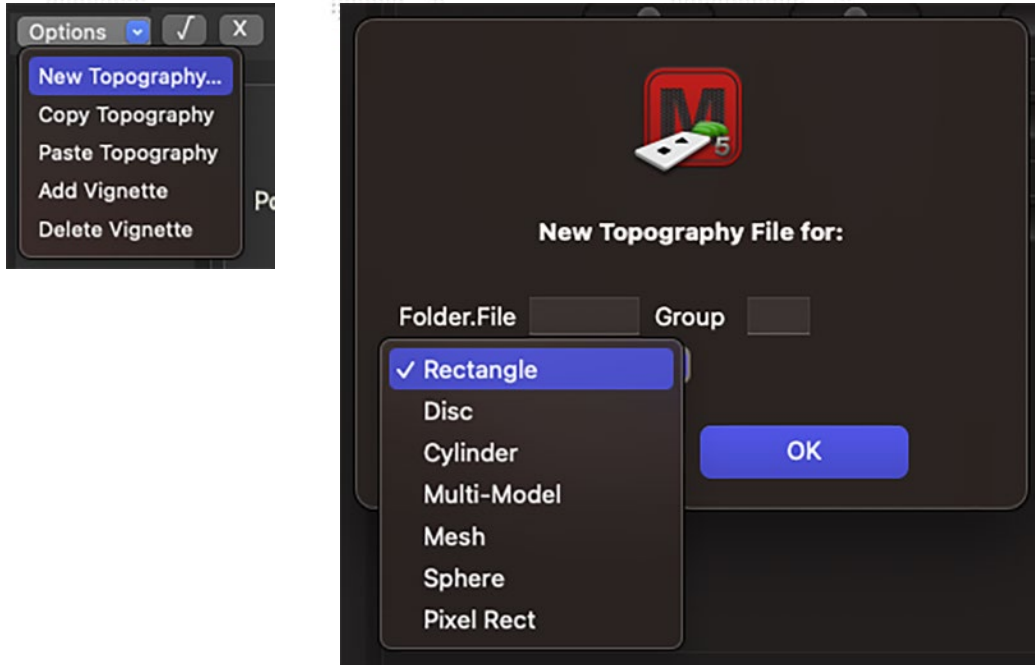 Options √ X
New Topography...
Copy Topography
Paste Topography
Add Vignette
Delete Vignette
Po
M
5
New Topography File for:
Folder.File Group
✓ Rectangle
Disc
Cylinder
Multi-Model
Mesh
Sphere
Pixel Rect
OK